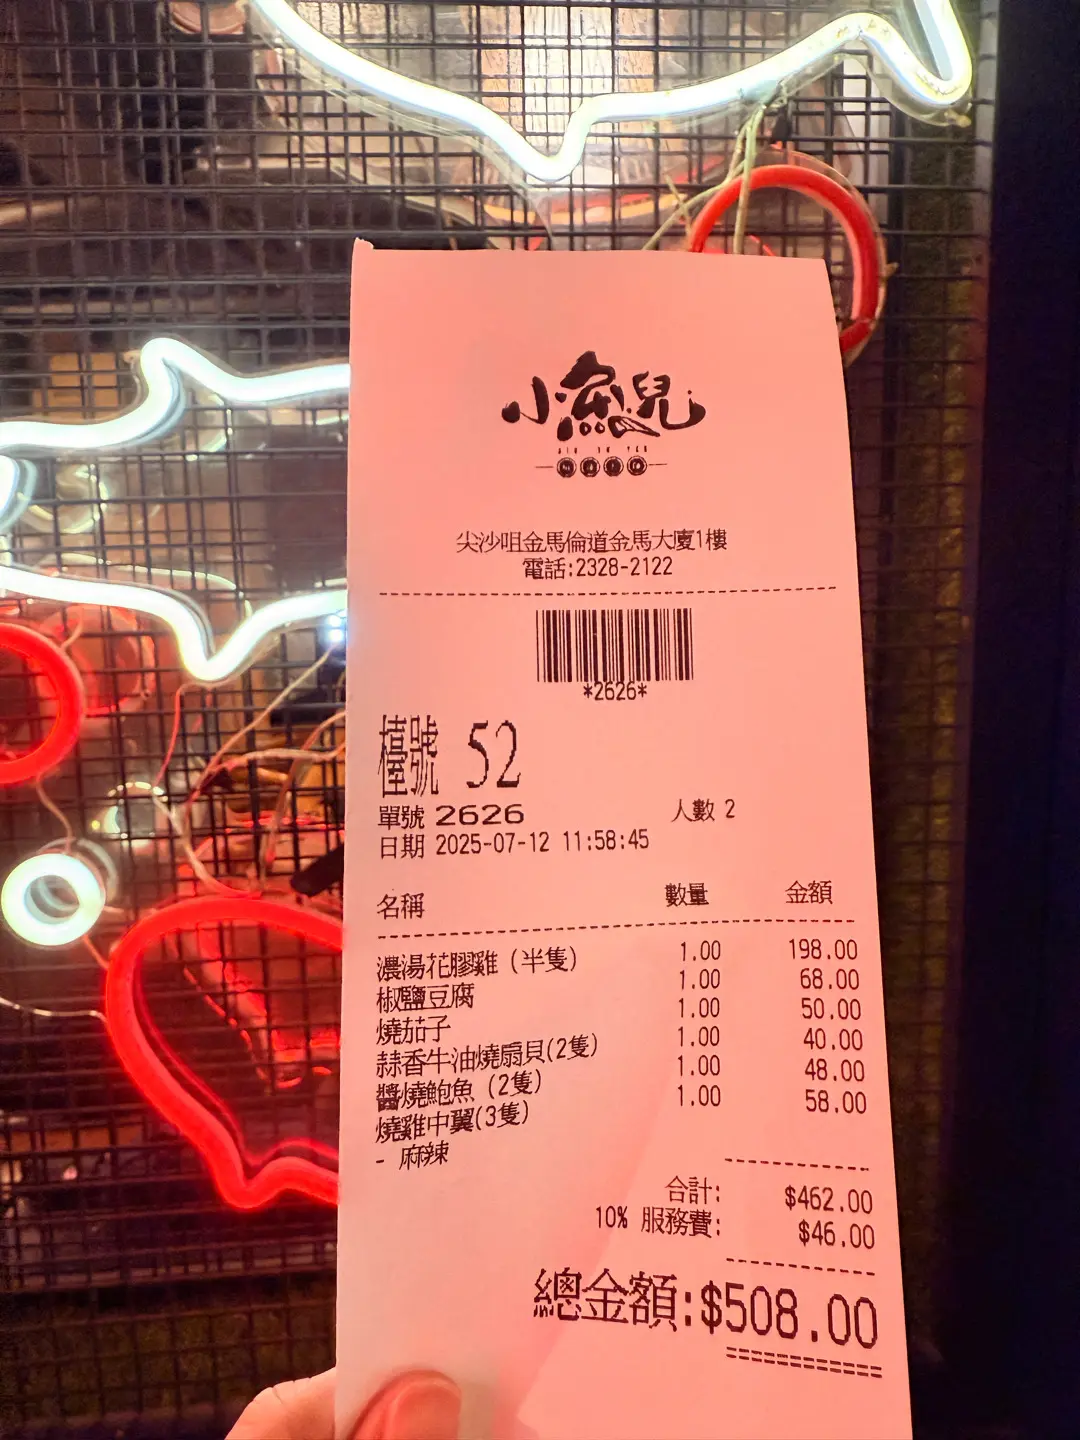 小魚兒
尖沙咀金馬倫道金馬大廈1樓
電話:2328-2122
*2626*
檯號 52
單號 2626 人數 2
日期 2025-07-12 11:58:45
名稱 數量 金額
濃湯花膠雞 (半隻) 1.00 198.00
椒鹽豆腐 1.00 68.00
燒茄子 1.00 50.00
蒜香牛油燒扇貝(2隻) 1.00 40.00
醬燒鮑魚 (2隻) 1.00 48.00
燒雞中翼(3隻) 1.00 58.00
- 麻辣
合計: $462.00
10% 服務費: $46.00
總金額:$508.00